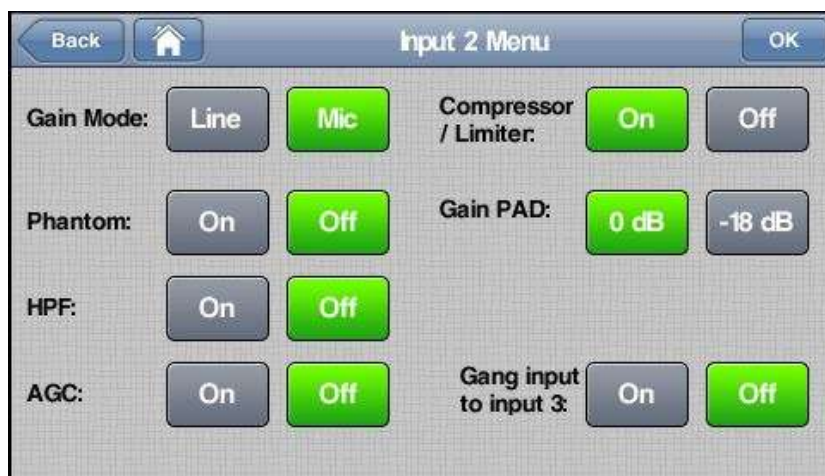 Back
Input 2 Menu
OK
Gain Mode:
Line
Mic
Compressor
/ Limiter:
On
Off
Phantom:
On
Off
Gain PAD:
0 dB
-18 dB
HPF:
On
Off
AGC:
On
Off
Gang input
to input 3:
On
Off